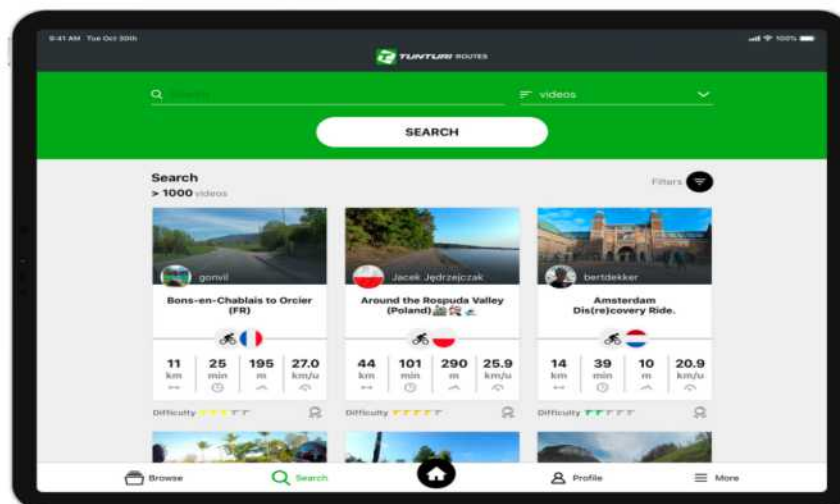 9:41 AM Tue Oct 30th
100%
TUNTURI ROUTES
videos
SEARCH
Search
> 1000 videos
Filters
gonvil
Jacek Jędrzejczak
bertdekker
Bons-en-Chablais to Orcier (FR)
Around the Rospuda Valley (Poland)
Amsterdam Dis(re)covery Ride.
11 25 195 27.0
km min m km/u
44 101 290 25.9
km min m km/u
14 39 10 20.9
km min m km/u
Difficulty
Difficulty
Difficulty
Browse
Search
Profile
More